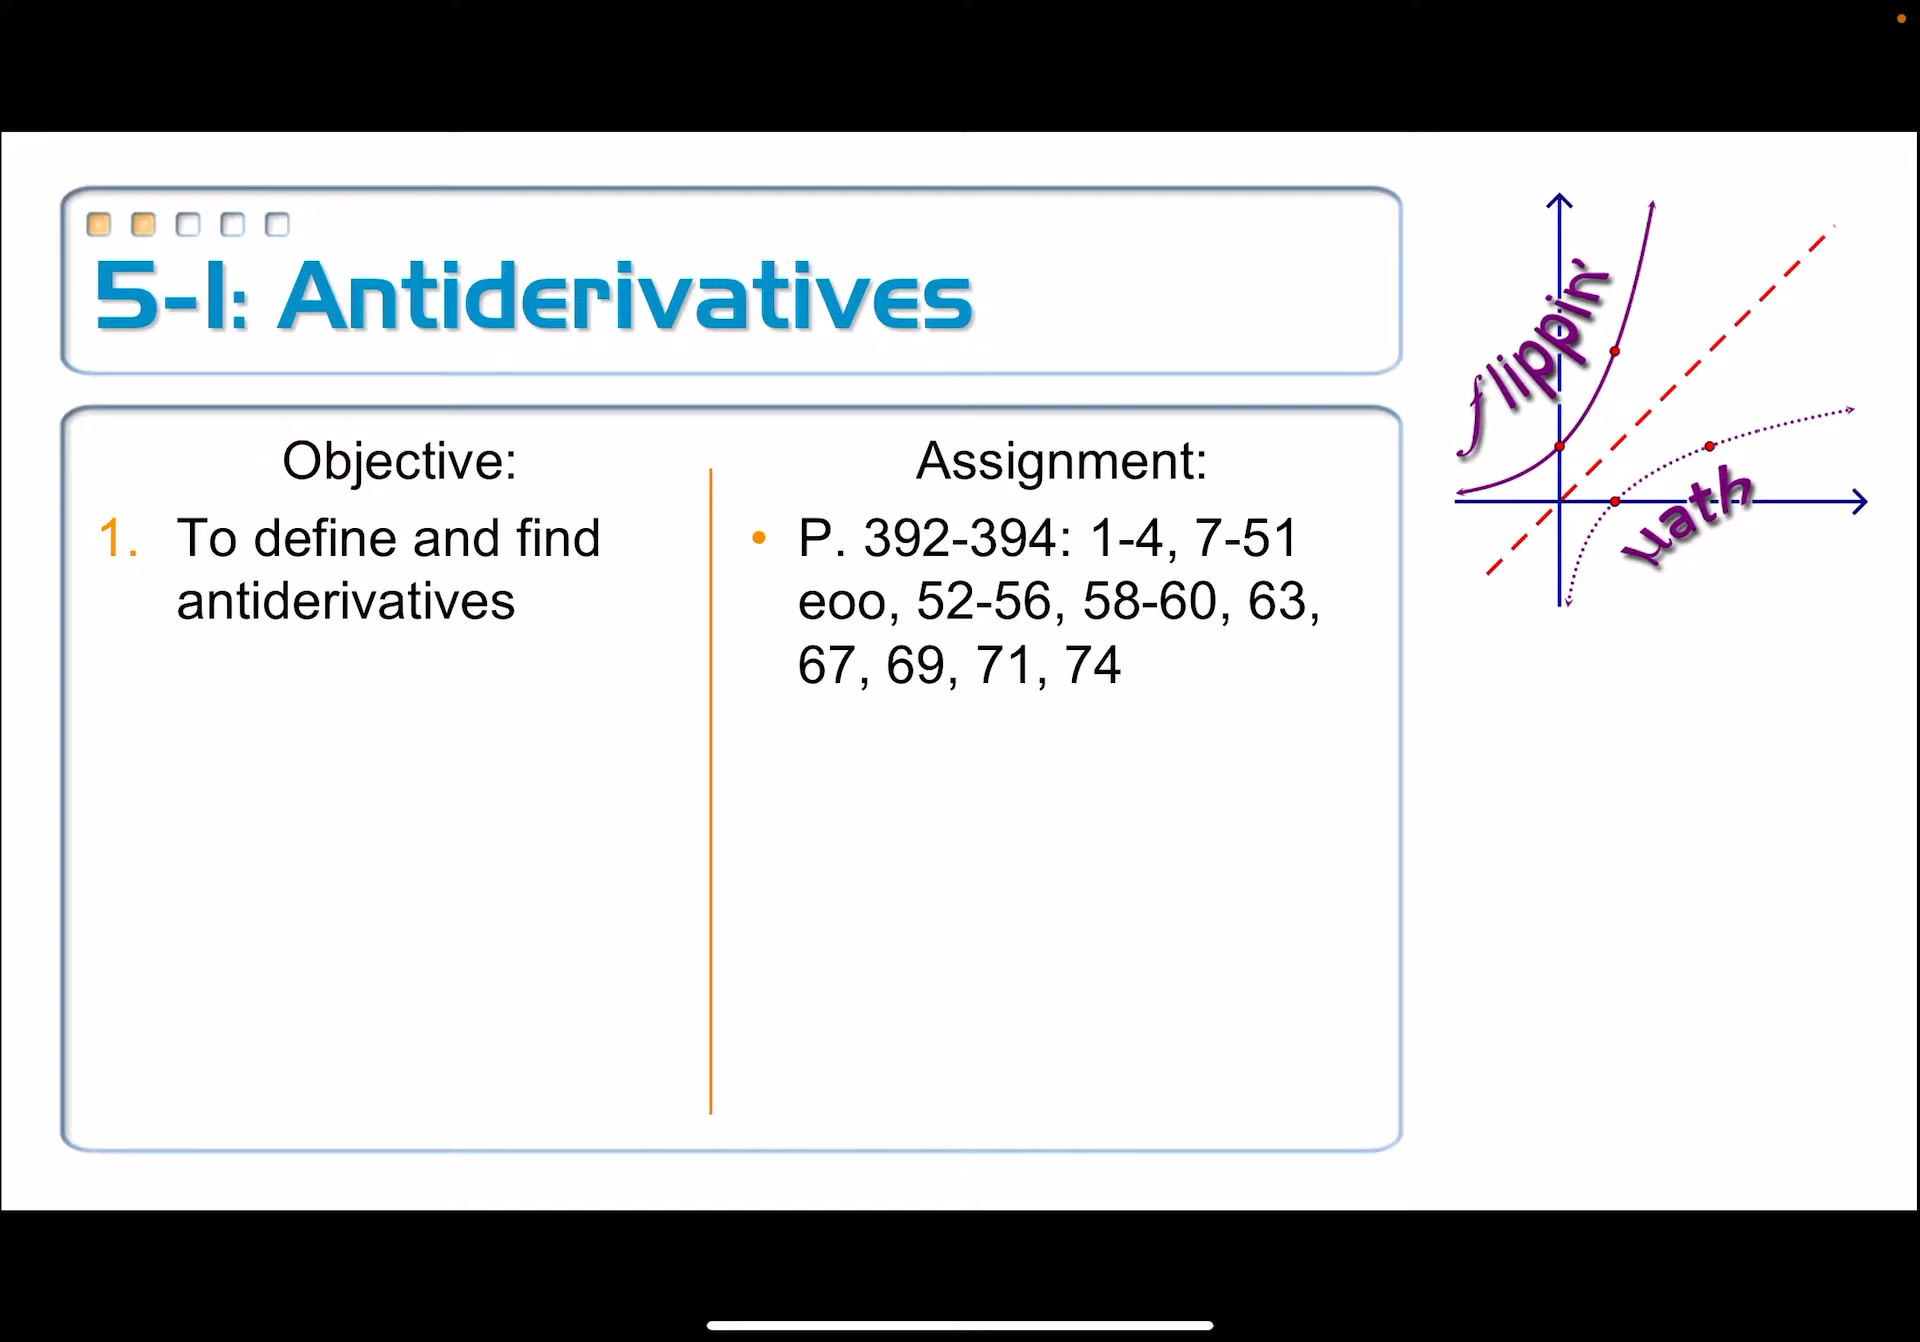 5-1: Antiderivatives
Objective:
1. To define and find
antiderivatives
Assignment:
• P. 392-394: 1-4, 7-51
eoo, 52-56, 58-60, 63,
67, 69, 71, 74
flippin'
math